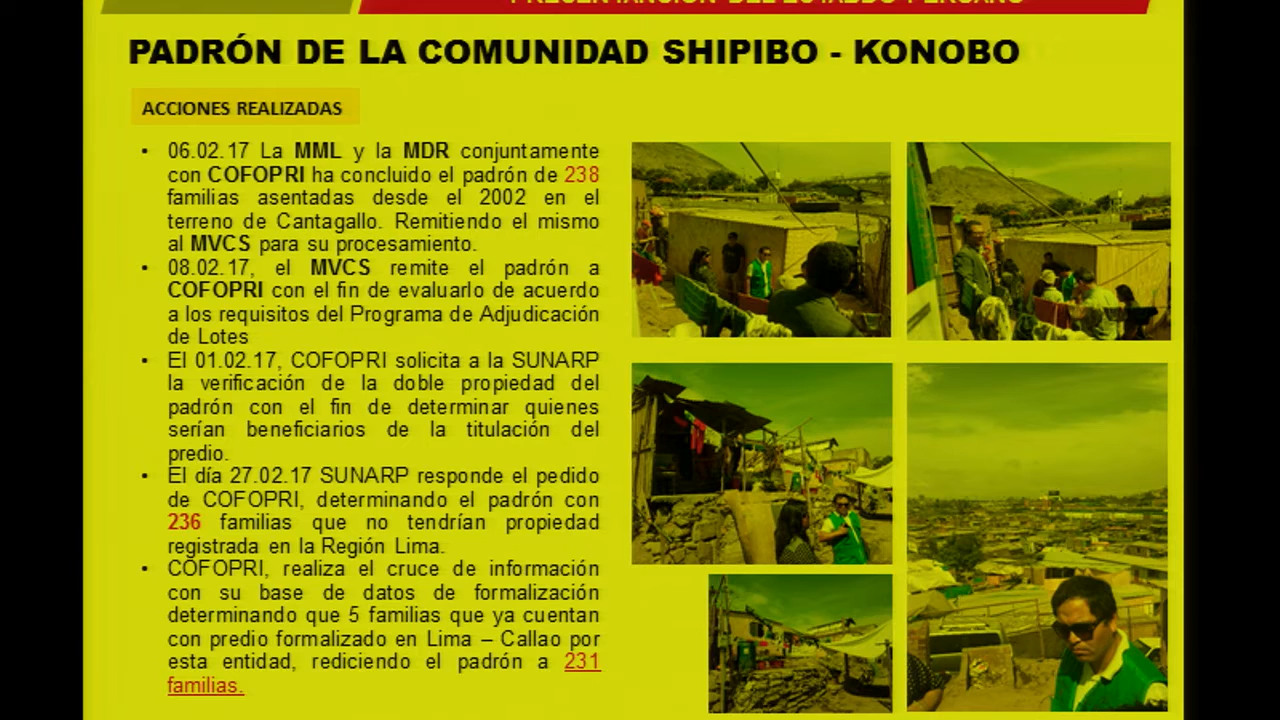 PRESENTANCIÓN DEL ESTADDO PERUANO
PADRÓN DE LA COMUNIDAD SHIPIBO - KONOBO
ACCIONES REALIZADAS
• 06.02.17 La MML y la MDR conjuntamente
con COFOPRI ha concluido el padrón de 238
familias asentadas desde el 2002 en el
terreno de Cantagallo. Remitiendo el mismo
al MVCS para su procesamiento.
• 08.02.17, el MVCS remite el padrón a
COFOPRI con el fin de evaluarlo de acuerdo
a los requisitos del Programa de Adjudicación
de Lotes
• El 01.02.17, COFOPRI solicita a la SUNARP
la verificación de la doble propiedad del
padrón con el fin de determinar quienes
serían beneficiarios de la titulación del
predio.
• El día 27.02.17 SUNARP responde el pedido
de COFOPRI, determinando el padrón con
236 familias que no tendrían propiedad
registrada en la Región Lima.
• COFOPRI, realiza el cruce de información
con su base de datos de formalización
determinando que 5 familias que ya cuentan
con predio formalizado en Lima – Callao por
esta entidad, rediciendo el padrón a 231
familias.